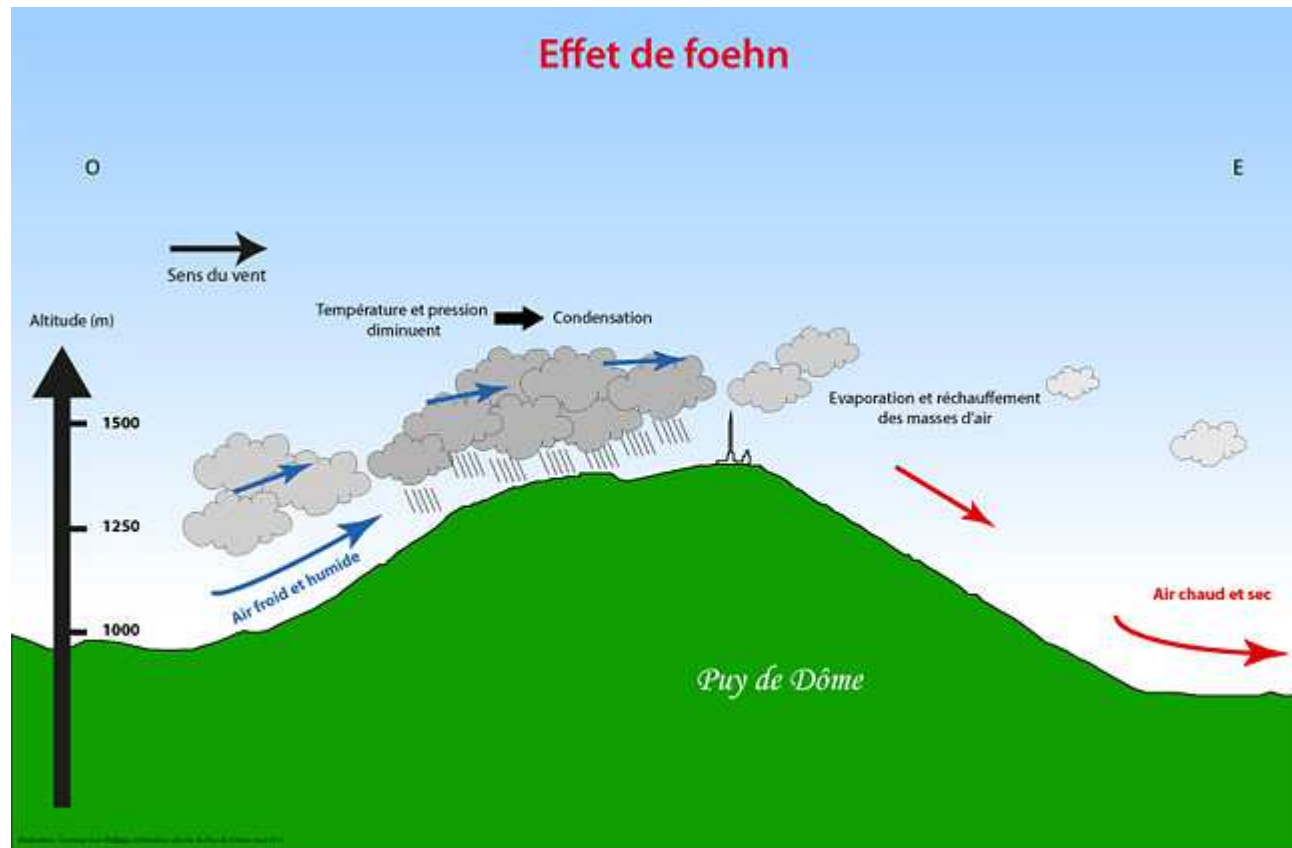 Effet de foehn
O
E
Sens du vent
Température et pression
diminuent
Condensation
Altitude (m)
Evaporation et réchauffement
des masses d'air
1500
1250
1000
Air froid et humide
Air chaud et sec
Puy de Dôme